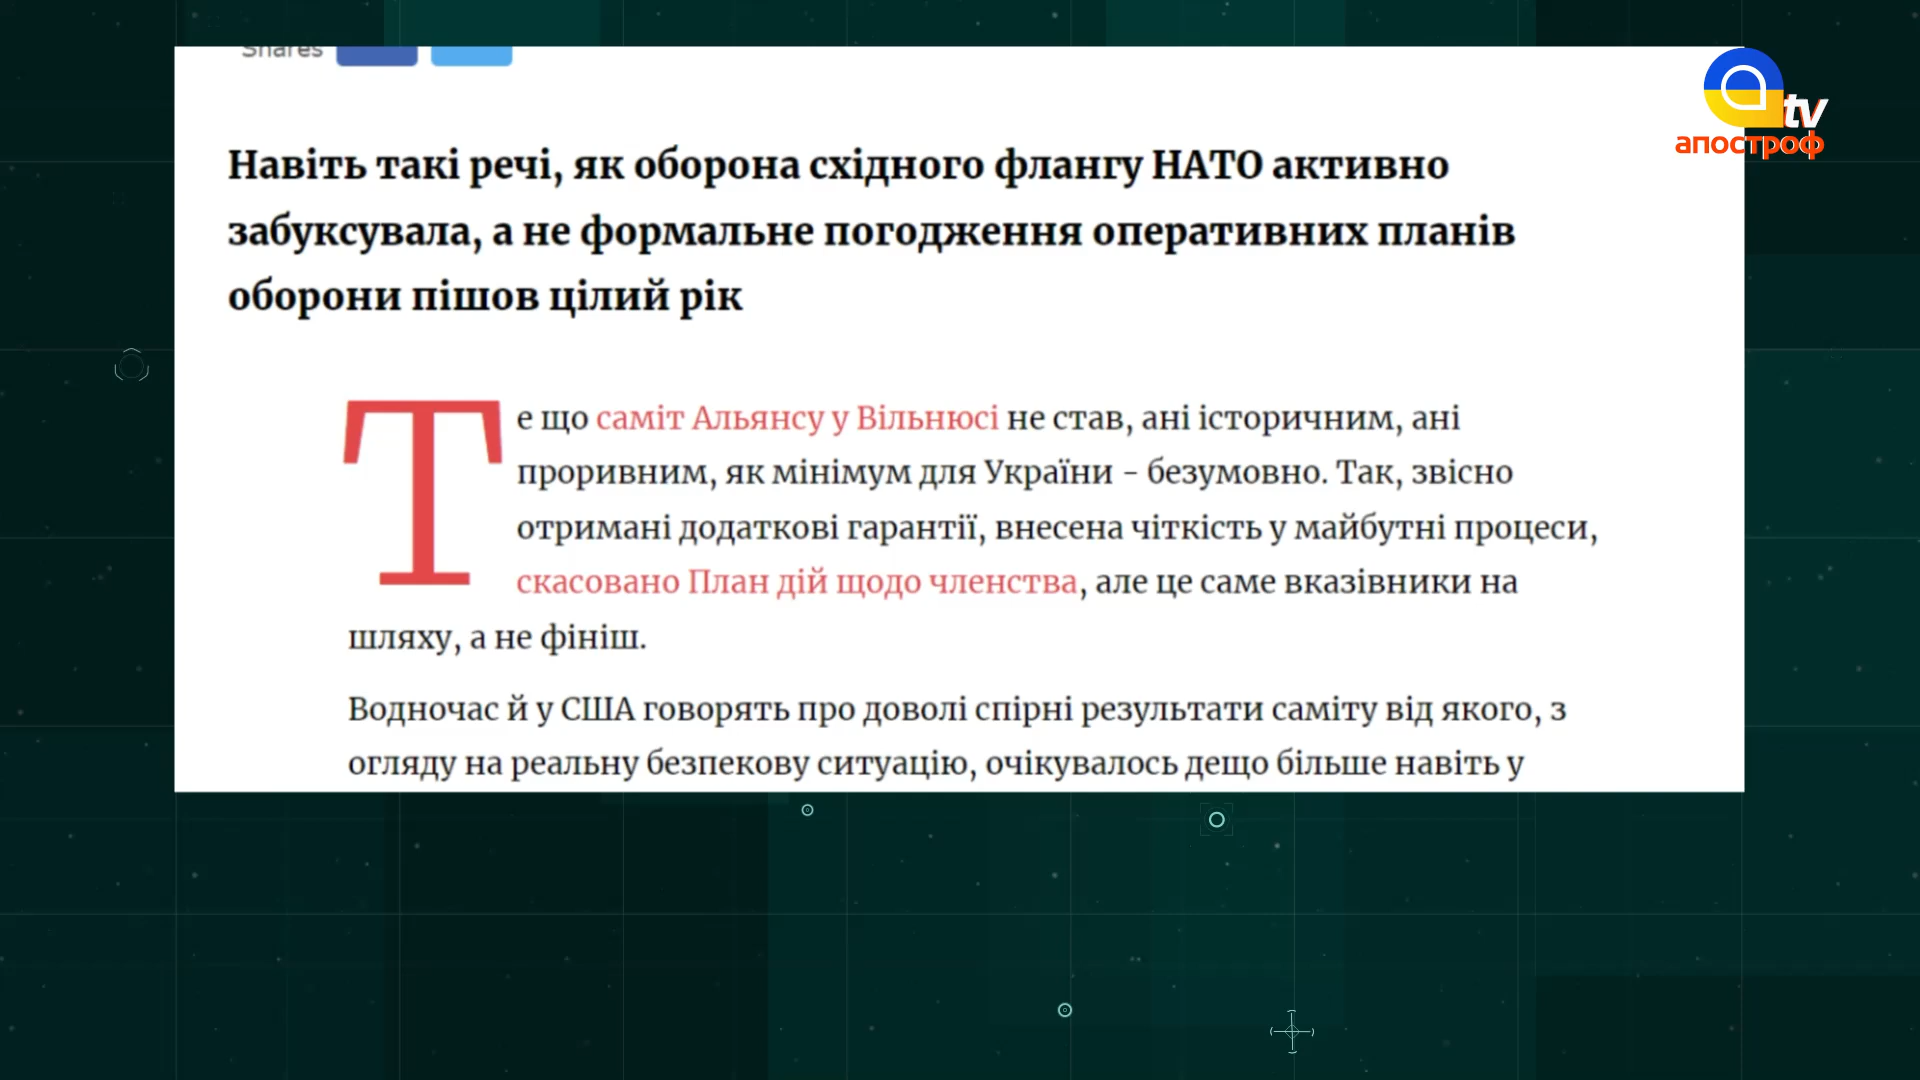 Shares
tv
апостроф
Навіть такі речі, як оборона східного флангу НАТО активно
забуксувала, а не формальне погодження оперативних планів
оборони пішов цілий рік
Те що саміт Альянсу у Вільнюсі не став, ані історичним, ані
проривним, як мінімум для України – безумовно. Так, звісно
отримані додаткові гарантії, внесена чіткість у майбутні процеси,
скасовано План дій щодо членства, але це саме вказівники на
шляху, а не фініш.
Водночас й у США говорять про доволі спірні результати саміту від якого, з
огляду на реальну безпекову ситуацію, очікувалось дещо більше навіть у